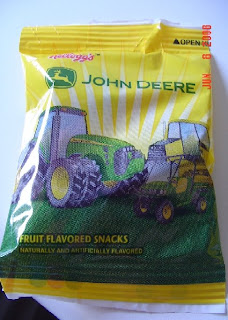 Kellogg's
▲OPEN
JOHN DEERE
FRUIT FLAVORED SNACKS
NATURALLY AND ARTIFICIALLY FLAVORED